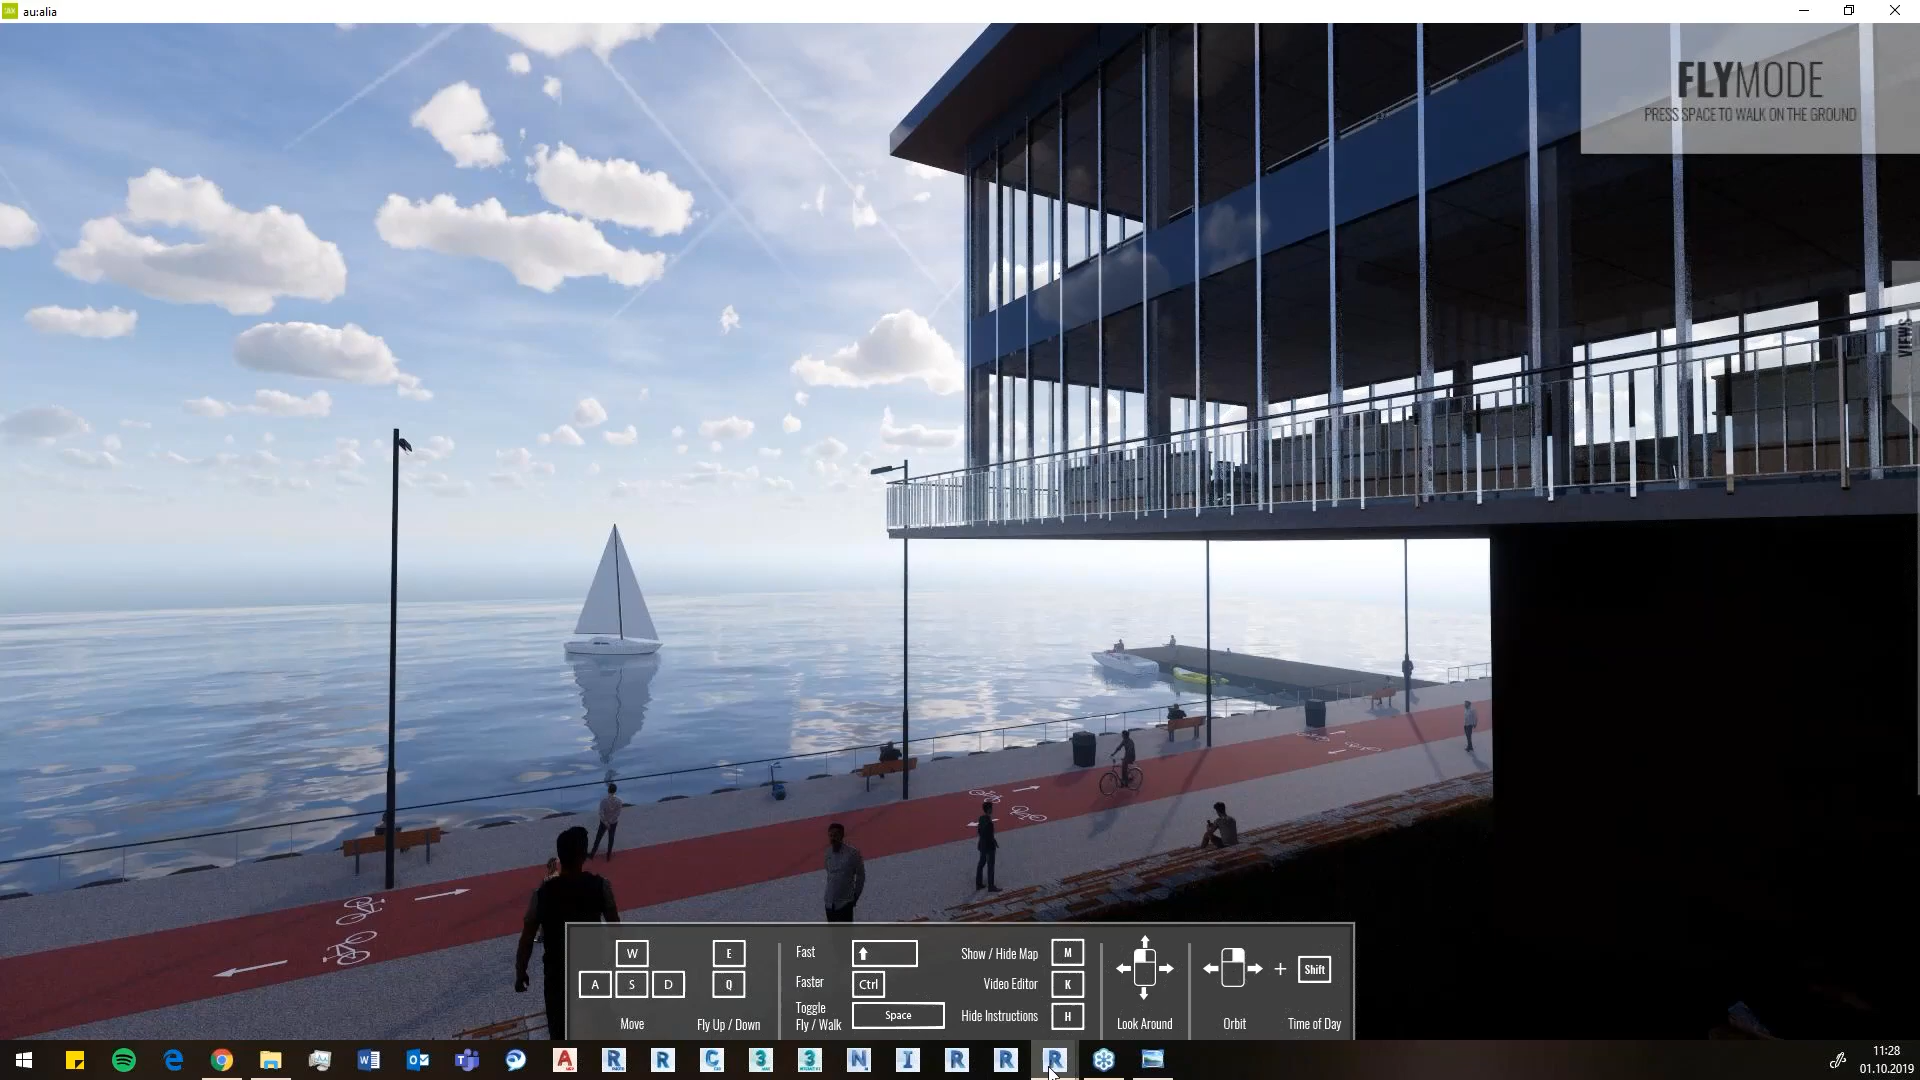 au:alia
FLYMODE
PRESS SPACE TO WALK ON THE GROUND
VIEWS
W
E
A
S
D
Q
Move
Fly Up / Down
Fast
Faster
Ctrl
Toggle
Fly / Walk
Space
Show / Hide Map
M
Video Editor
K
Hide Instructions
H
Look Around
Orbit
+
Shift
Time of Day
11:28
01.10.2019